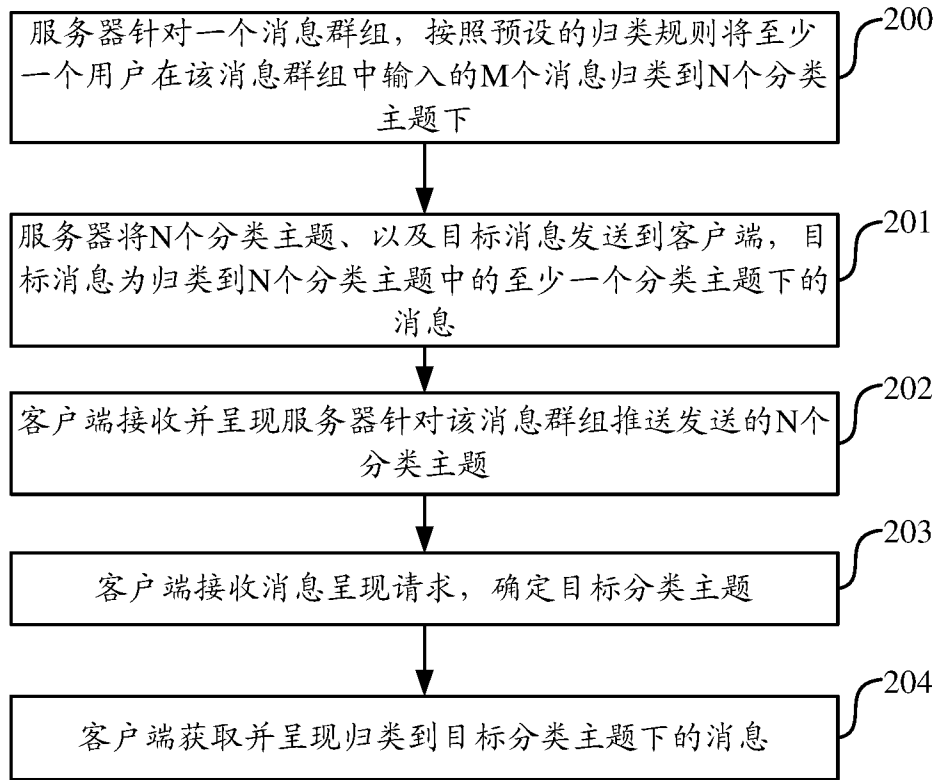 服务器针对一个消息群组，按照预设的归类规则将至少
一个用户在该消息群组中输入的M个消息归类到N个分类
主题下
200
服务器将N个分类主题、以及目标消息发送到客户端，目
标消息为归类到N个分类主题中的至少一个分类主题下的
消息
201
客户端接收并呈现服务器针对该消息群组推送发送的N个
分类主题
202
客户端接收消息呈现请求，确定目标分类主题
203
客户端获取并呈现归类到目标分类主题下的消息
204